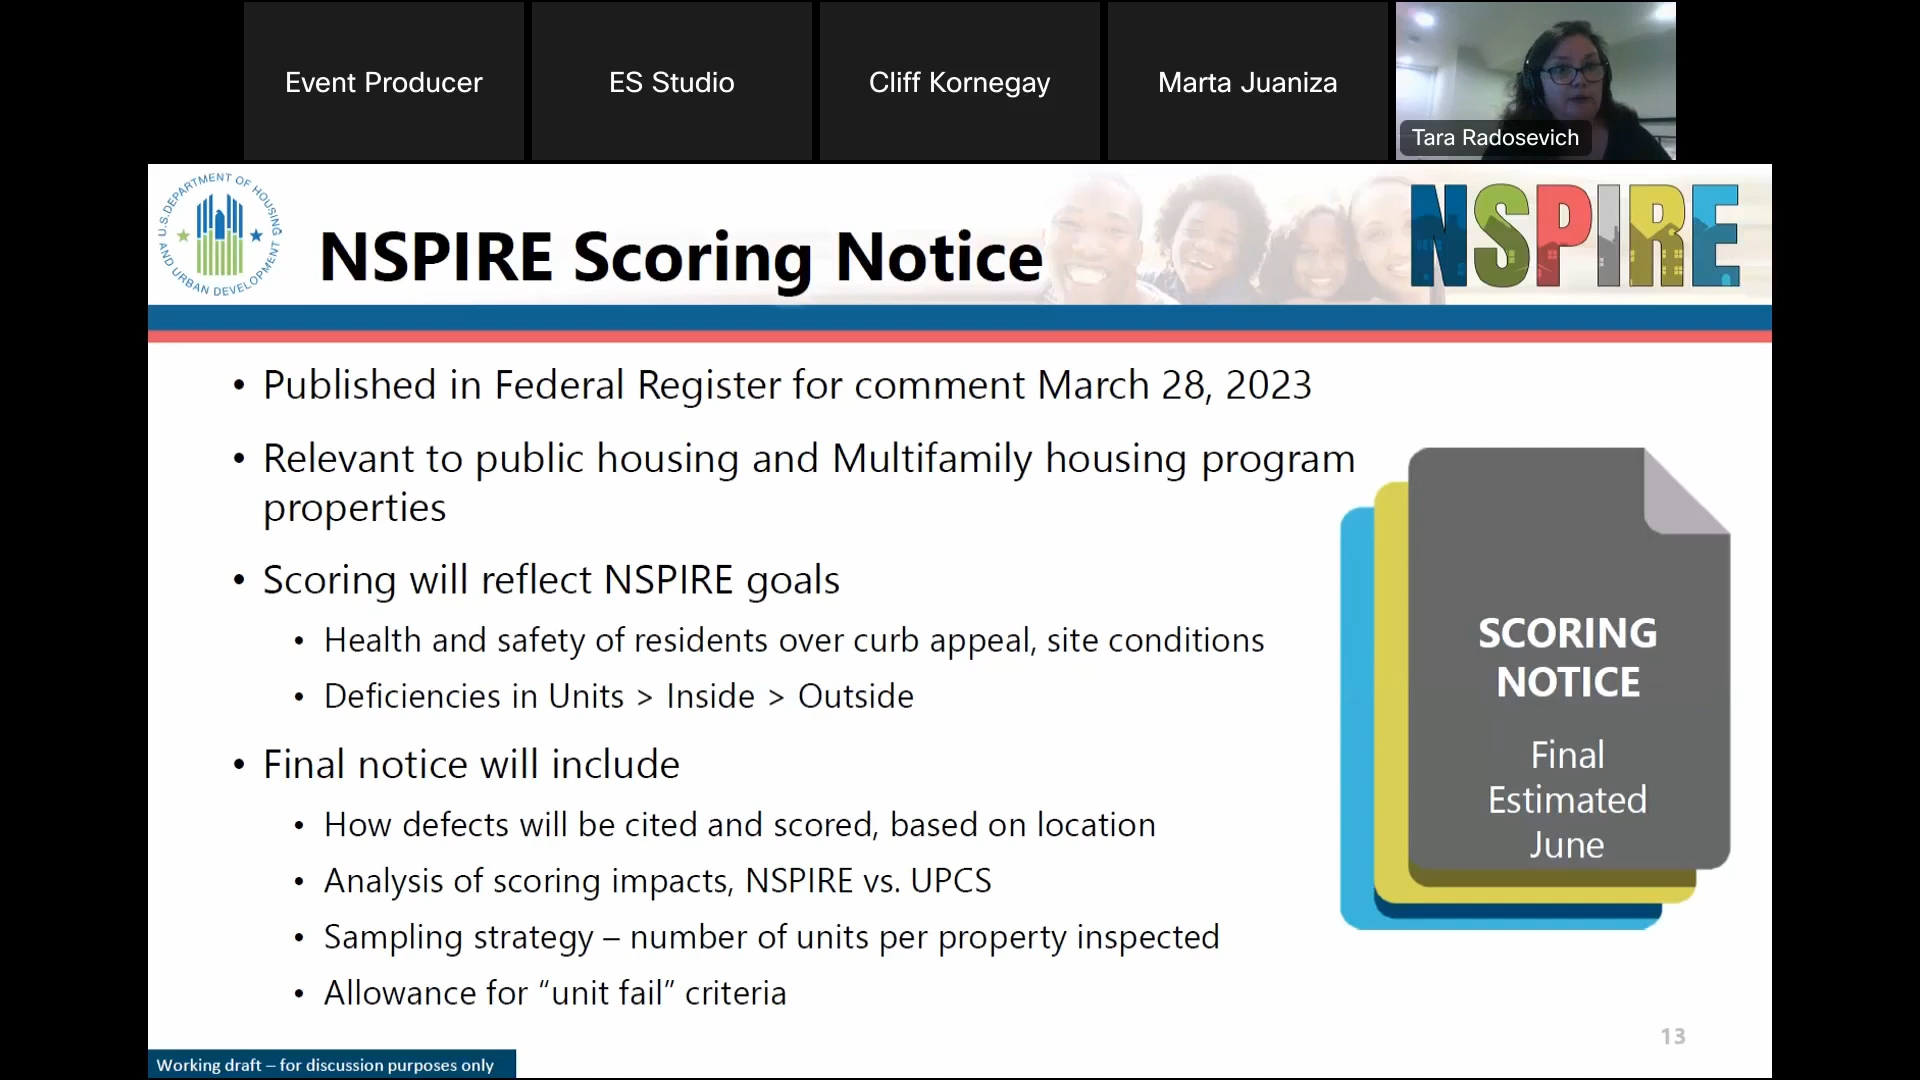 Event Producer
ES Studio
Cliff Kornegay
Marta Juaniza
Tara Radosevich
U.S. DEPARTMENT OF HOUSING AND URBAN DEVELOPMENT
NSPIRE Scoring Notice
NSPIRE
• Published in Federal Register for comment March 28, 2023
• Relevant to public housing and Multifamily housing program
properties
• Scoring will reflect NSPIRE goals
• Health and safety of residents over curb appeal, site conditions
• Deficiencies in Units > Inside > Outside
• Final notice will include
• How defects will be cited and scored, based on location
• Analysis of scoring impacts, NSPIRE vs. UPCS
• Sampling strategy – number of units per property inspected
• Allowance for “unit fail” criteria
SCORING
NOTICE
Final
Estimated
June
13
Working draft – for discussion purposes only